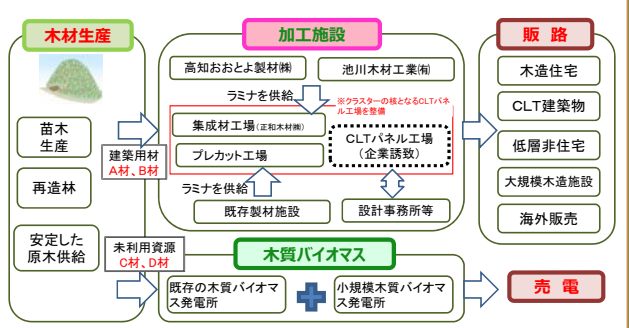 木材生産
苗木
生産
再造林
安定した
原木供給
建築用材
A材、B材
未利用資源
C材、D材
加工施設
高知おおとよ製材㈱
池川木材工業㈲
ラミナを供給
※クラスターの核となるCLTパネ
ル工場を整備
集成材工場(正和木材㈱)
プレカット工場
CLTパネル工場
(企業誘致)
ラミナを供給
既存製材施設
設計事務所等
木質バイオマス
既存の木質バイオマ
ス発電所
小規模木質バイオマ
ス発電所
販路
木造住宅
CLT建築物
低層非住宅
大規模木造施設
海外販売
売電